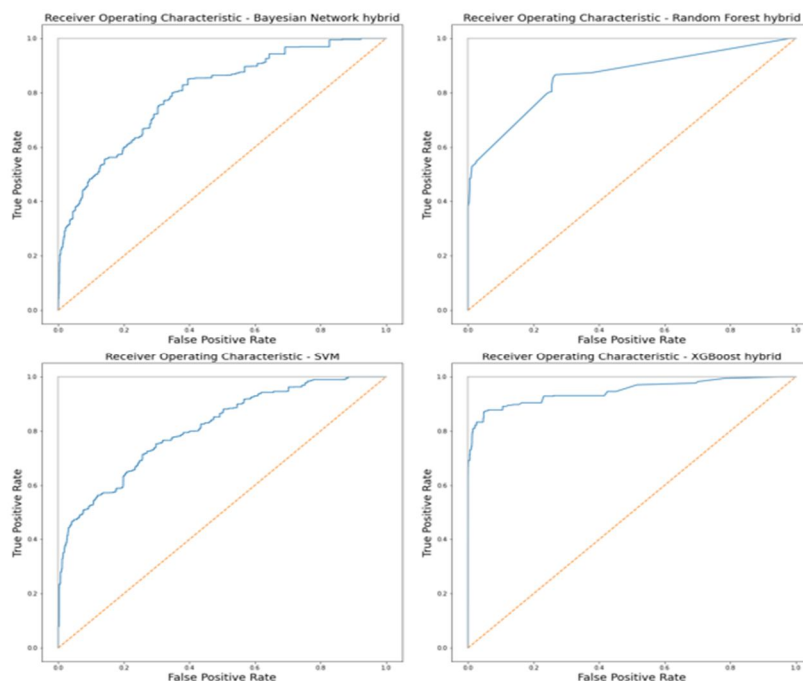 Receiver Operating Characteristic - Bayesian Network hybrid
1.0
0.8
0.6
0.4
0.2
0.0
True Positive Rate
0.0 0.2 0.4 0.6 0.8 1.0
False Positive Rate
Receiver Operating Characteristic - Random Forest hybrid
1.0
0.8
0.6
0.4
0.2
0.0
True Positive Rate
0.0 0.2 0.4 0.6 0.8 1.0
False Positive Rate
Receiver Operating Characteristic - SVM
1.0
0.8
0.6
0.4
0.2
0.0
True Positive Rate
0.0 0.2 0.4 0.6 0.8 1.0
False Positive Rate
Receiver Operating Characteristic - XGBoost hybrid
1.0
0.8
0.6
0.4
0.2
0.0
True Positive Rate
0.0 0.2 0.4 0.6 0.8 1.0
False Positive Rate